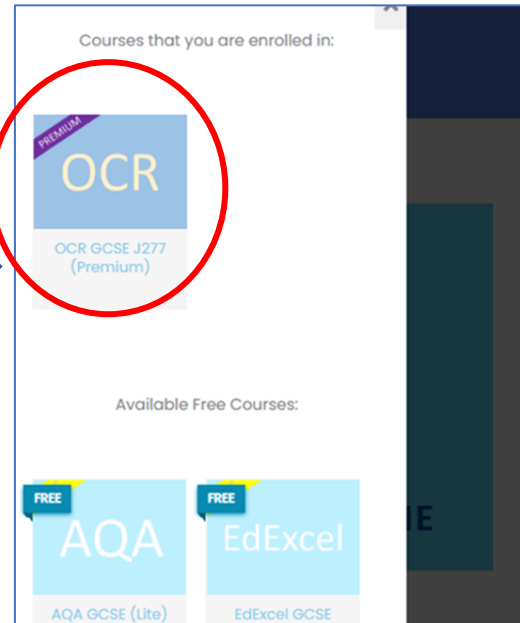 Courses that you are enrolled in:
PREMIUM
OCR
OCR GCSE J277
(Premium)
Available Free Courses:
FREE
FREE
AQA
EdExcel
AQA GCSE (Lite)
EdExcel GCSE
IE